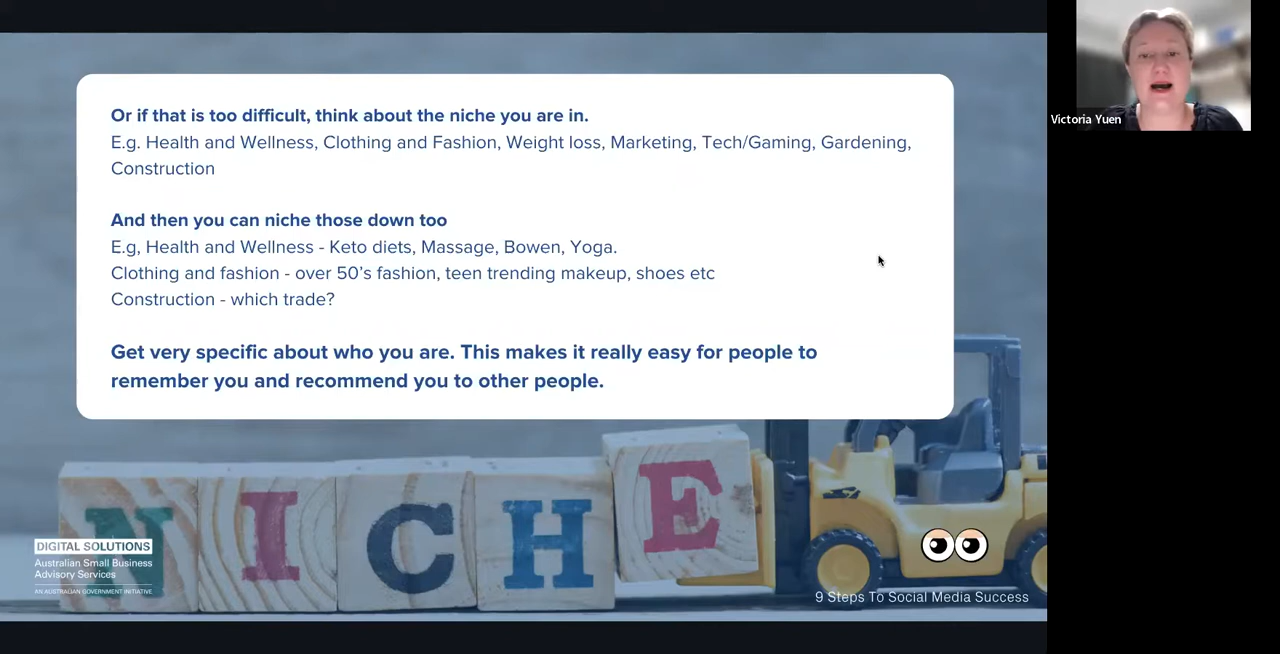 Or if that is too difficult, think about the niche you are in.
E.g. Health and Wellness, Clothing and Fashion, Weight loss, Marketing, Tech/Gaming, Gardening,
Construction
And then you can niche those down too
E.g, Health and Wellness - Keto diets, Massage, Bowen, Yoga.
Clothing and fashion - over 50’s fashion, teen trending makeup, shoes etc
Construction - which trade?
Get very specific about who you are. This makes it really easy for people to
remember you and recommend you to other people.
NICHE
DIGITAL SOLUTIONS
Australian Small Business
Advisory Services
AN AUSTRALIAN GOVERNMENT INITIATIVE
9 Steps To Social Media Success
Victoria Yuen